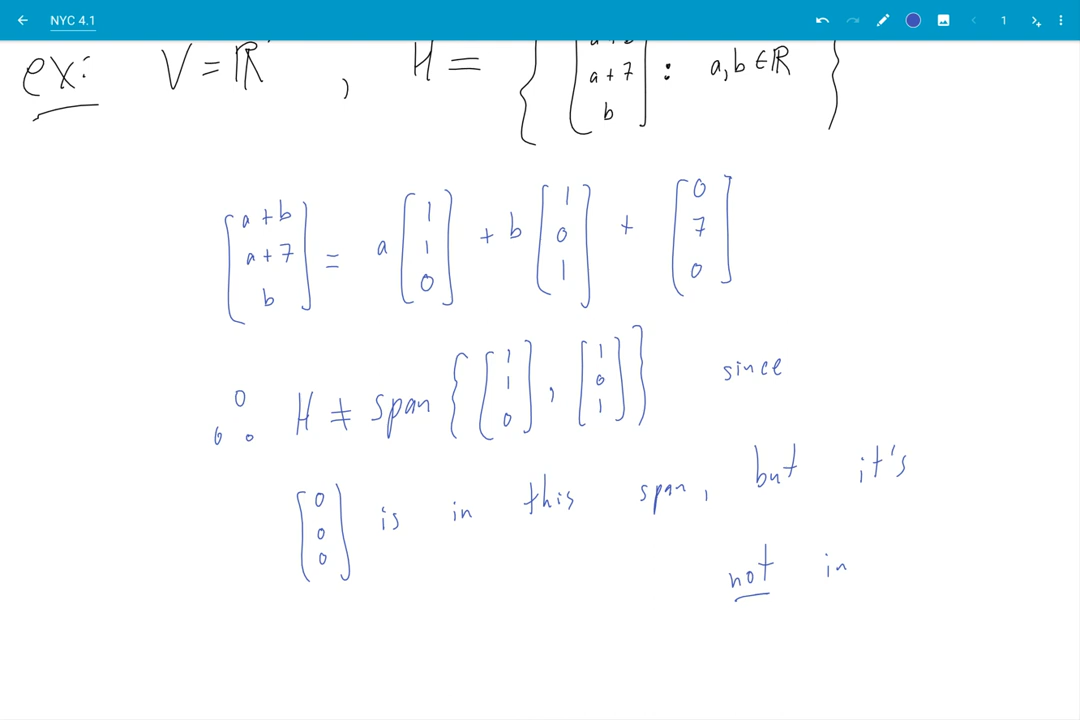 NYC 4.1
1
ex: V = ℝ , H = { [ a + 7 b ] : a, b ∈ ℝ }
[ a + b a + 7 b ] = a [ 1 1 0 ] + b [ 1 0 1 ] + [ 0 7 0 ]
∴ H ≠ span { [ 1 1 0 ] , [ 1 0 1 ] } since
[ 0 0 0 ] is in this span, but it's
not in